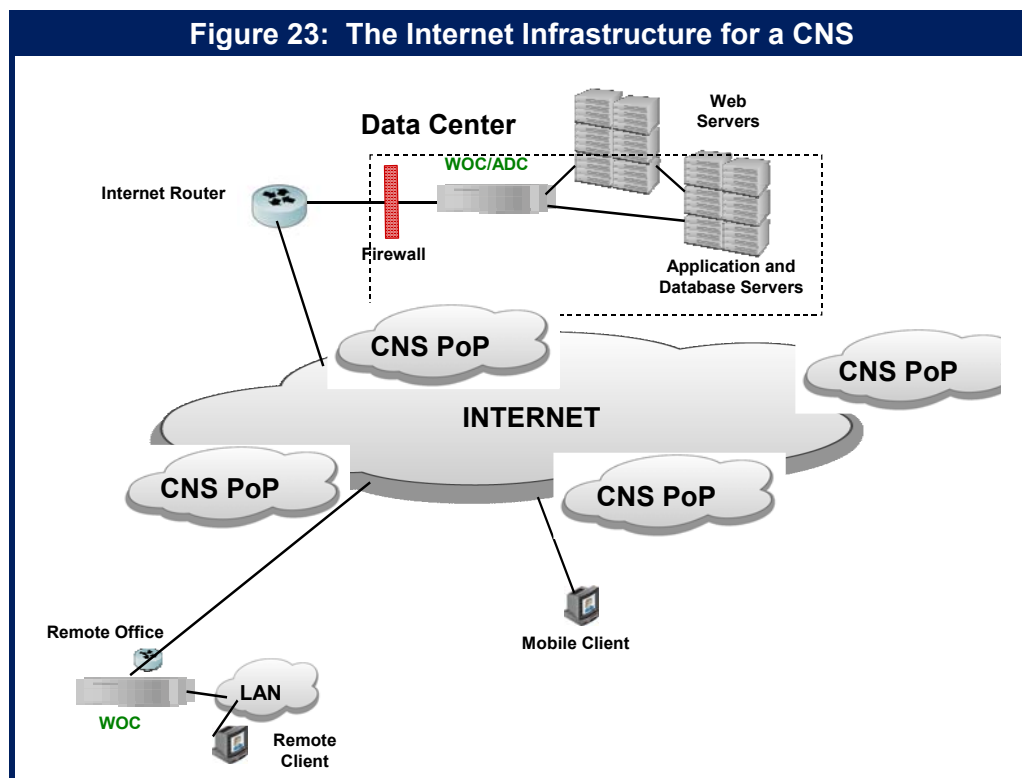 Figure 23: The Internet Infrastructure for a CNS
Web
Servers
Data Center
WOC/ADC
Internet Router
Firewall
Application and
Database Servers
CNS PoP
CNS PoP
INTERNET
CNS PoP
CNS PoP
Remote Office
Mobile Client
LAN
WOC
Remote
Client